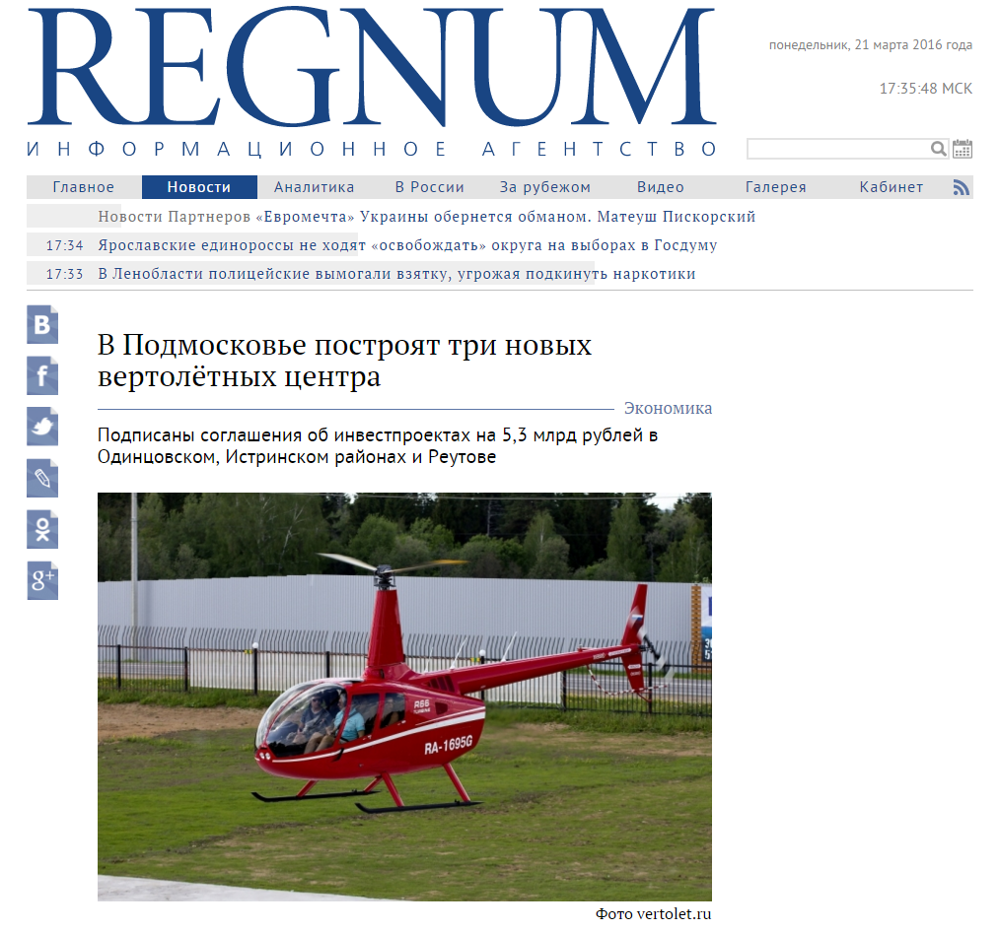 REGNUM
ИНФОРМАЦИОННОЕ АГЕНТСТВО
понедельник, 21 марта 2016 года
17:35:48 МСК
Главное Новости Аналитика В России За рубежом Видео Галерея Кабинет
Новости Партнеров «Евромечта» Украины обернется обманом. Матеуш Пискорский
17:34 Ярославские единороссы не ходят «освобождать» округа на выборах в Госдуму
17:33 В Ленобласти полицейские вымогали взятку, угрожая подкинуть наркотики
В
f
g+
В Подмосковье построят три новых
вертолётных центра
Экономика
Подписаны соглашения об инвестпроектах на 5,3 млрд рублей в
Одинцовском, Истринском районах и Реутове
R66
TURBINE
RA-1695G
Фото vertolet.ru